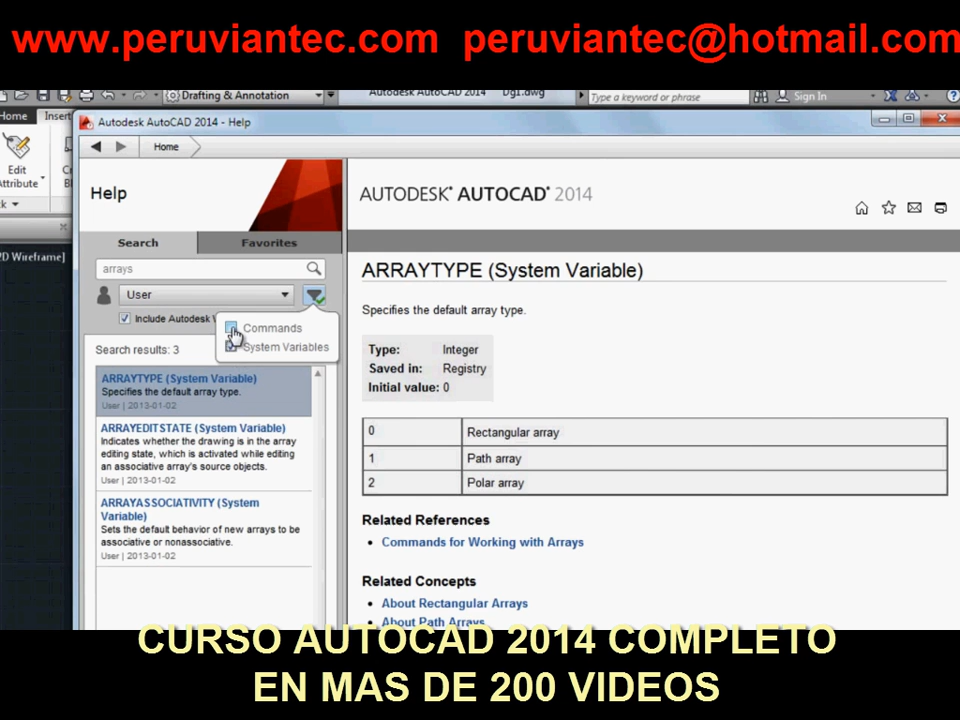 www.peruviantec.com peruviantec@hotmail.com
Drafting & Annotation
Autodesk AutoCAD 2014 Dg1.dwg
Type a keyword or phrase
Sign In
Home Insert
Autodesk AutoCAD 2014 - Help
Home
Edit
Attribute
Help
AUTODESK® AUTOCAD® 2014
Search Favorites
2D Wireframe]
arrays
User
Include Autodesk
Commands
System Variables
Search results: 3
ARRAYTYPE (System Variable)
Specifies the default array type.
User | 2013-01-02
ARRAYEDITSTATE (System Variable)
Indicates whether the drawing is in the array
editing state, which is activated while editing
an associative array's source objects.
User | 2013-01-02
ARRAYASSOCIATIVITY (System
Variable)
Sets the default behavior of new arrays to be
associative or nonassociative.
User | 2013-01-02
ARRAYTYPE (System Variable)
Specifies the default array type.
Type: Integer
Saved in: Registry
Initial value: 0
0 Rectangular array
1 Path array
2 Polar array
Related References
• Commands for Working with Arrays
Related Concepts
• About Rectangular Arrays
• About Path Arrays
CURSO AUTOCAD 2014 COMPLETO
EN MAS DE 200 VIDEOS